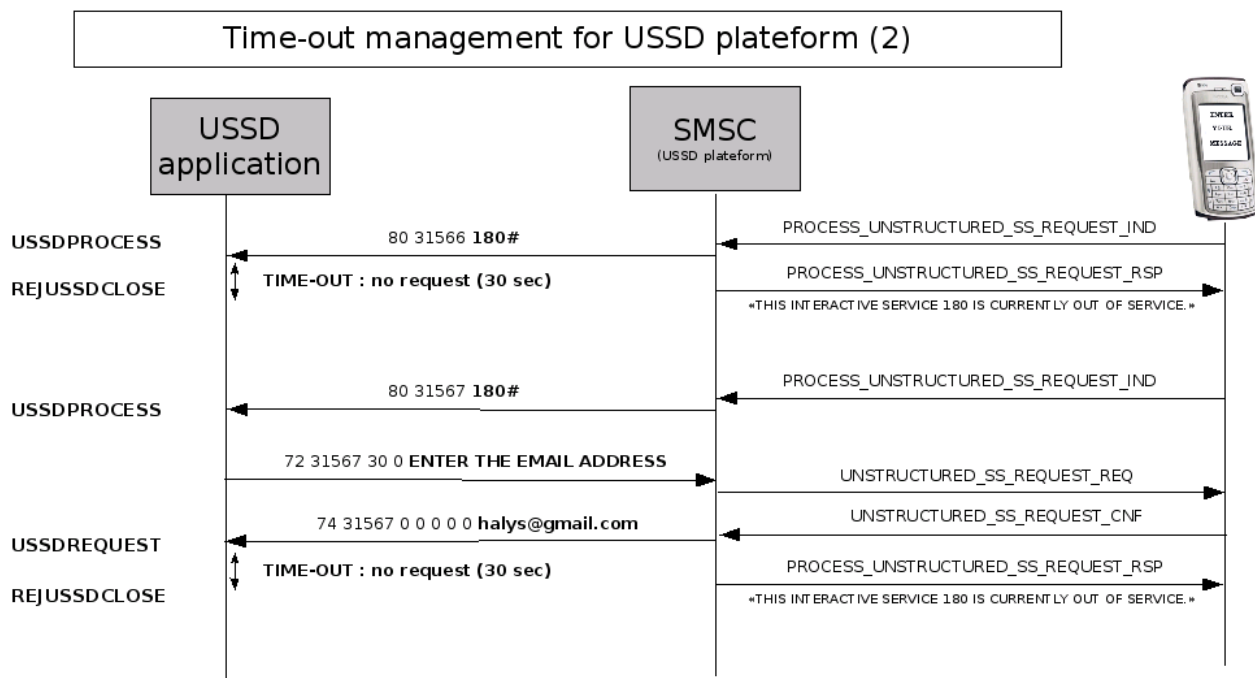 Time-out management for USSD plateform (2)
USSD
application
SMSC
(USSD plateform)
ENTER
YOUR
MESSAGE
USSDPROCESS
80 31566 180#
PROCESS_UNSTRUCTURED_SS_REQUEST_IND
REJUSSDCLOSE
TIME-OUT : no request (30 sec)
PROCESS_UNSTRUCTURED_SS_REQUEST_RSP
«THIS INTERACTIVE SERVICE 180 IS CURRENTLY OUT OF SERVICE.»
USSDPROCESS
80 31567 180#
PROCESS_UNSTRUCTURED_SS_REQUEST_IND
72 31567 30 0 ENTER THE EMAIL ADDRESS
UNSTRUCTURED_SS_REQUEST_REQ
74 31567 0 0 0 0 0 halys@gmail.com
UNSTRUCTURED_SS_REQUEST_CNF
USSDREQUEST
TIME-OUT : no request (30 sec)
PROCESS_UNSTRUCTURED_SS_REQUEST_RSP
REJUSSDCLOSE
«THIS INTERACTIVE SERVICE 180 IS CURRENTLY OUT OF SERVICE.»